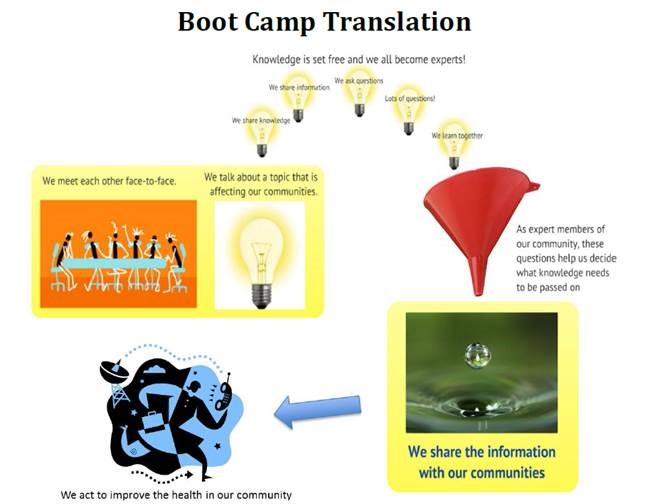 Boot Camp Translation
Knowledge is set free and we all become experts!
We share knowledge
We share information
We ask questions
Lots of questions!
We learn together
We meet each other face-to-face.
We talk about a topic that is
affecting our communities.
As expert members of
our community, these
questions help us decide
what knowledge needs
to be passed on
We share the information
with our communities
We act to improve the health in our community